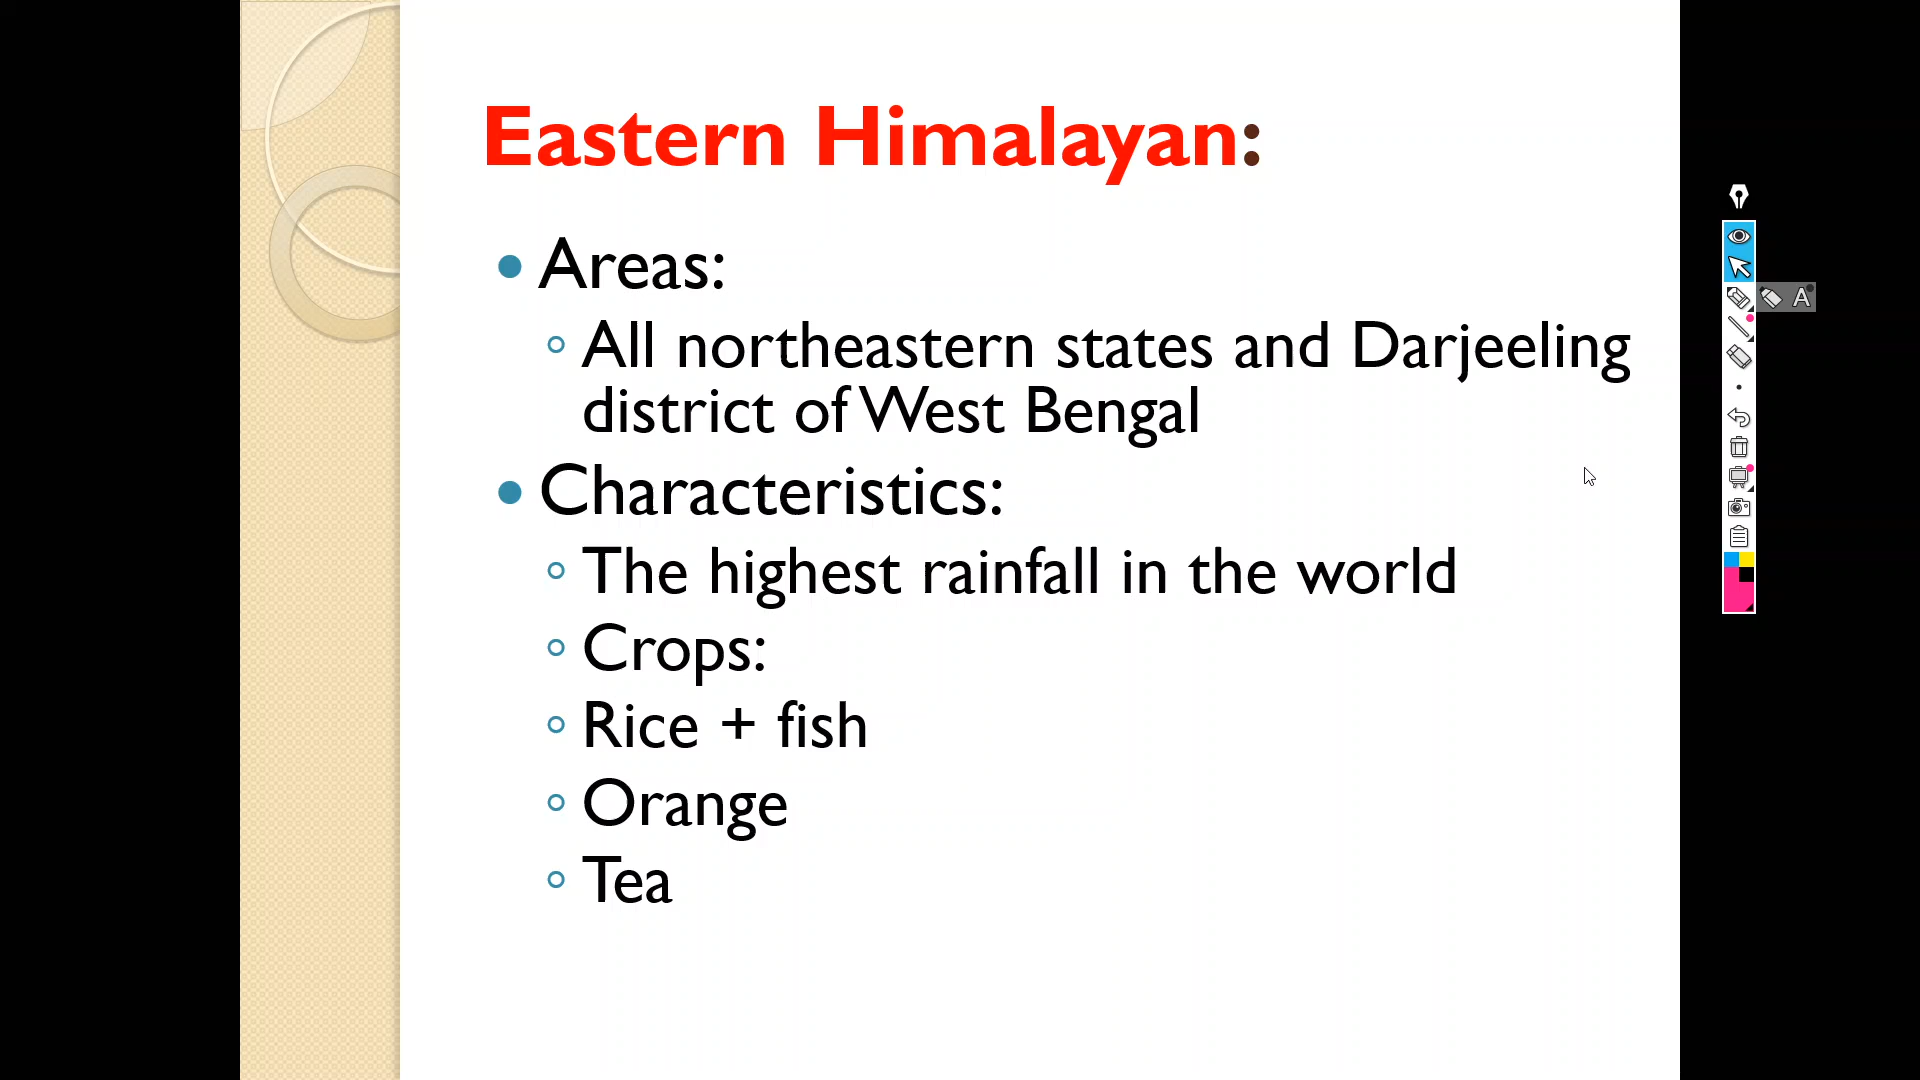 Eastern Himalayan:
Areas:
All northeastern states and Darjeeling
district of West Bengal
Characteristics:
The highest rainfall in the world
Crops:
Rice + fish
Orange
Tea
A